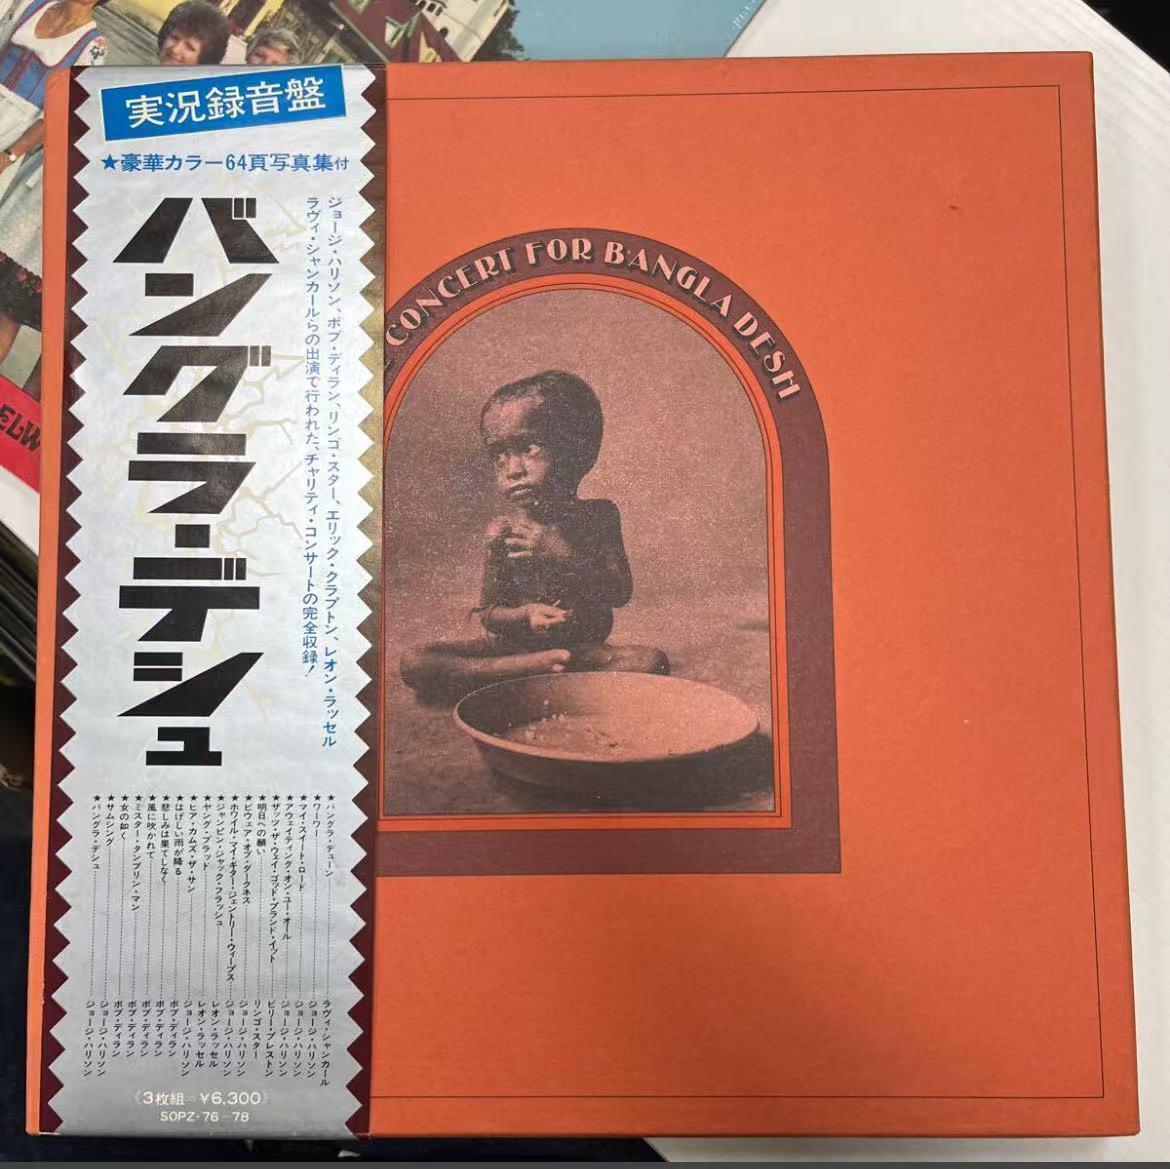 実況録音盤
★豪華カラー64頁写真集付
バングラ・デシュ
ジョージ・ハリソン、ボブ・ディラン、リンゴ・スター、エリック・クラプトン、レオン・ラッセル
ラヴィ・シャンカールらの出演で行われた、チャリティ・コンサートの完全収録!
CONCERT FOR BANGLA DESH
★バングラ・デューン ラヴィ・シャンカール
★ワーワー ジョージ・ハリソン
★マイ・スイート・ロード ジョージ・ハリソン
★アウェイティング・オン・ユー・オール ジョージ・ハリソン
★ザッツ・ザ・ウェイ・ゴッド・プランド・イット ビリー・プレストン
★明日への願い リンゴ・スター
★ビウェア・オブ・ダークネス ジョージ・ハリソン
★ホワイル・マイ・ギター・ジェントリー・ウィープス ジョージ・ハリソン
★ジャンピン・ジャック・フラッシュ レオン・ラッセル
★ヤング・ブラッド レオン・ラッセル
★ヒア・カムズ・ザ・サン ジョージ・ハリソン
★はげしい雨が降る ボブ・ディラン
★悲しみは果てしなく ボブ・ディラン
★風に吹かれて ボブ・ディラン
★ミスター・タンブリン・マン ボブ・ディラン
★女の如く ボブ・ディラン
★サムシング ジョージ・ハリソン
★バングラ・デシュ ジョージ・ハリソン
《3枚組=¥6,300》
SOPZ-76-78